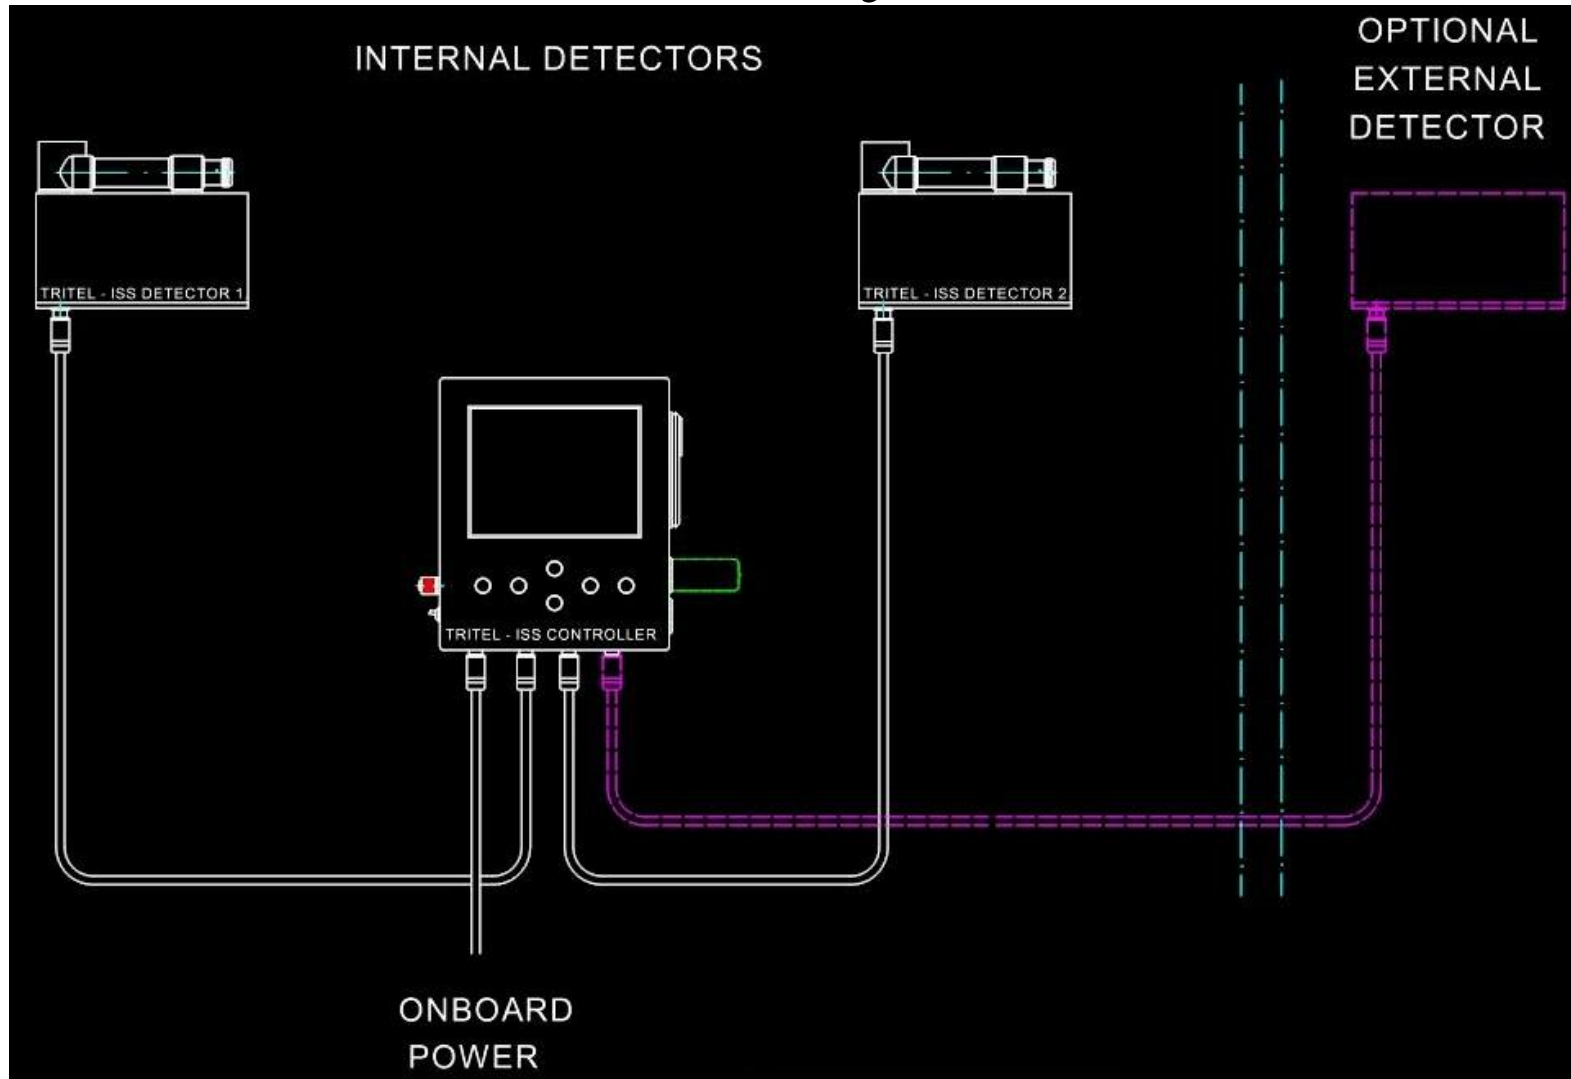 INTERNAL DETECTORS
OPTIONAL
EXTERNAL
DETECTOR
TRITEL - ISS DETECTOR 1
TRITEL - ISS DETECTOR 2
TRITEL - ISS CONTROLLER
ONBOARD
POWER